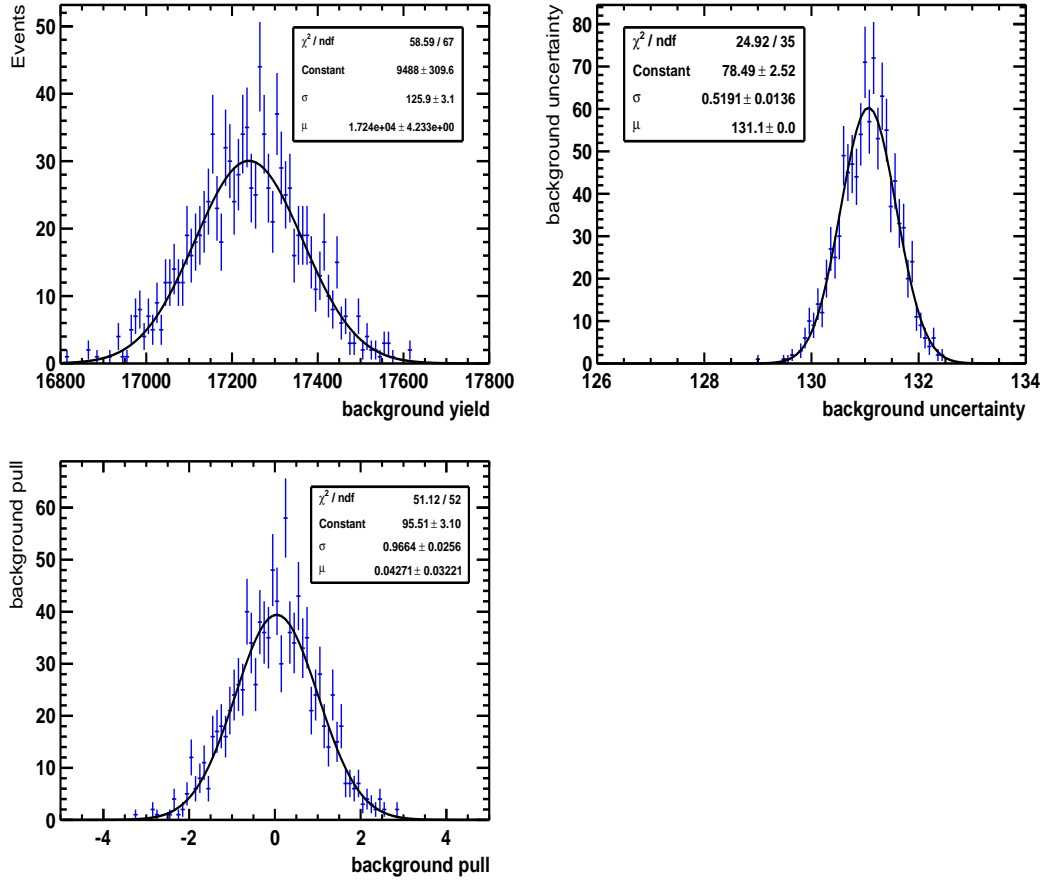 Events
50
40
30
20
10
0
16800 17000 17200 17400 17600 17800
background yield
χ² / ndf 58.59 / 67
Constant 9488 ± 309.6
σ 125.9 ± 3.1
μ 1.724e+04 ± 4.233e+00
background uncertainty
80
70
60
50
40
30
20
10
0
126 128 130 132 134
background uncertainty
χ² / ndf 24.92 / 35
Constant 78.49 ± 2.52
σ 0.5191 ± 0.0136
μ 131.1 ± 0.0
background pull
60
50
40
30
20
10
0
-4 -2 0 2 4
background pull
χ² / ndf 51.12 / 52
Constant 95.51 ± 3.10
σ 0.9664 ± 0.0256
μ 0.04271 ± 0.03221